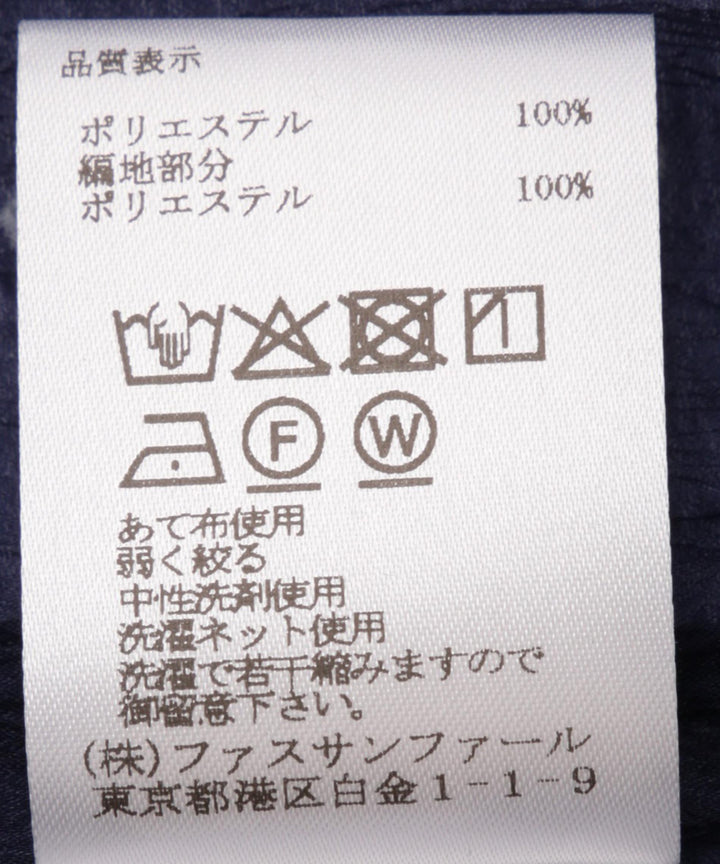 品質表示
ポリエステル 100%
編地部分
ポリエステル 100%
F W
あて布使用
弱く絞る
中性洗剤使用
洗濯ネット使用
洗濯で若干縮みますので
御留意下さい。
(株)ファスサンファール
東京都港区白金1-1-9